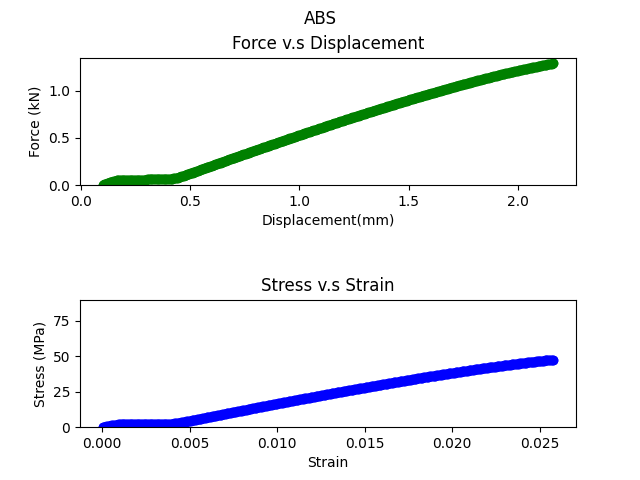 ABS
Force v.s Displacement
1.0
0.5
0.0
Force (kN)
0.0 0.5 1.0 1.5 2.0
Displacement(mm)
Stress v.s Strain
75
50
25
0
Stress (MPa)
0.000 0.005 0.010 0.015 0.020 0.025
Strain